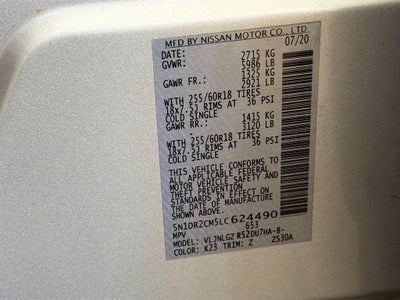 MFD BY NISSAN MOTOR CO., LTD.
DATE: 07/20
GVWR: 2715 KG
5986 LB
GAWR FR.: 1325 KG
2921 LB
WITH 255/60R18 TIRES
18x7.5J RIMS AT 36 PSI
COLD SINGLE
GAWR RR.: 1415 KG
3120 LB
WITH 255/60R18 TIRES
18x7.5J RIMS AT 36 PSI
COLD SINGLE
THIS VEHICLE CONFORMS TO
ALL APPLICABLE FEDERAL
MOTOR VEHICLE SAFETY AND
THEFT PREVENTION
STANDARDS IN EFFECT ON
THE DATE OF MANUFACTURE
SHOWN ABOVE.
5N1DR2CM5LC624490
MPV 653
MODEL: VLJNLGZ R52DU7HA-B-
COLOR: K23 TRIM: Z ZS30A